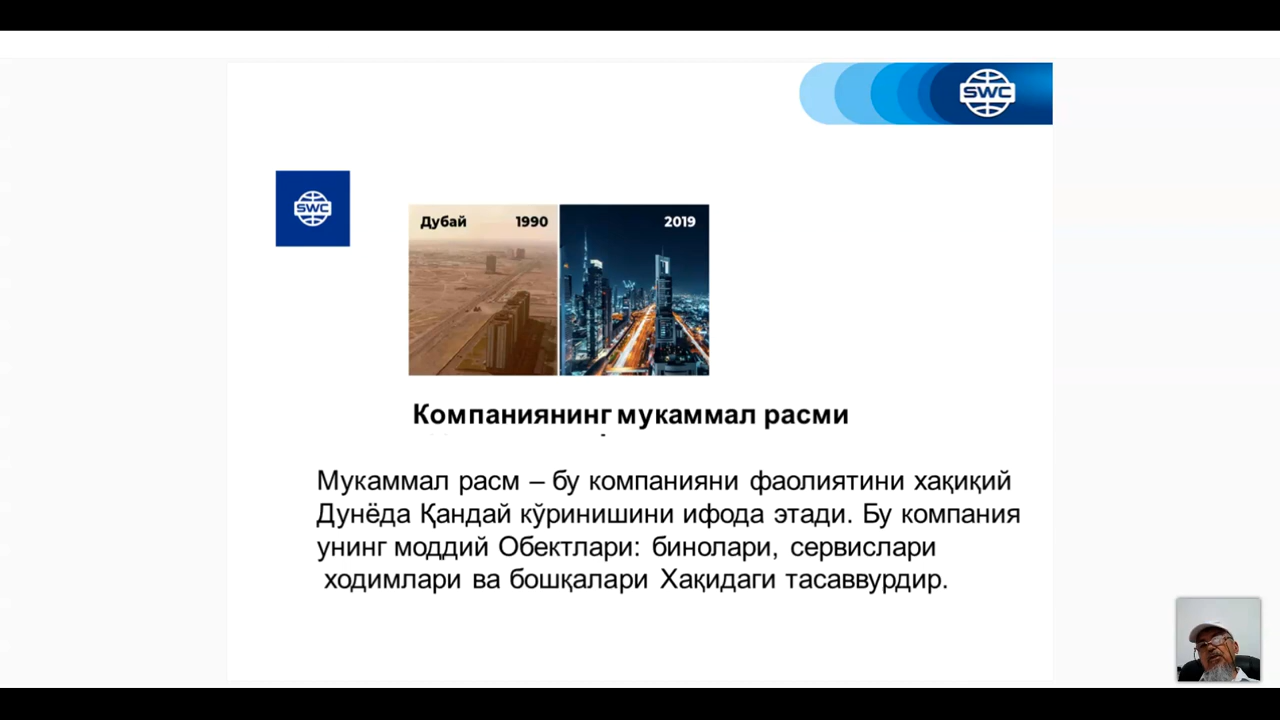 SWC
SWC
Дубай 1990 2019
Компаниянинг мукаммал расми
Мукаммал расм – бу компанияни фаолиятини хақиқий
Дунёда Қандай кўринишини ифода этади. Бу компания
унинг моддий Обектлари: бинолари, сервислари
ходимлари ва бошқалари Хақидаги тасаввурдир.